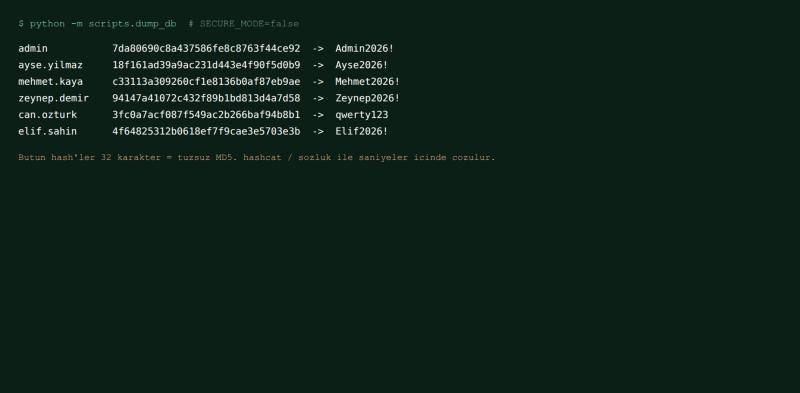 $ python -m scripts.dump_db  # SECURE_MODE=false
admin 7da80690c8a437586fe8c8763f44ce92 -> Admin2026!
ayse.yilmaz 18f161ad39a9ac231d443e4f90f5d0b9 -> Ayse2026!
mehmet.kaya c33113a309260cf1e8136b0af87eb9ae -> Mehmet2026!
zeynep.demir 94147a41072c432f89b1bd813d4a7d58 -> Zeynep2026!
can.ozturk 3fc0a7acf087f549ac2b266baf94b8b1 -> qwerty123
elif.sahin 4f64825312b0618ef7f9cae3e5703e3b -> Elif2026!
Butun hash'ler 32 karakter = tuzsuz MD5. hashcat / sozluk ile saniyeler icinde cozulur.